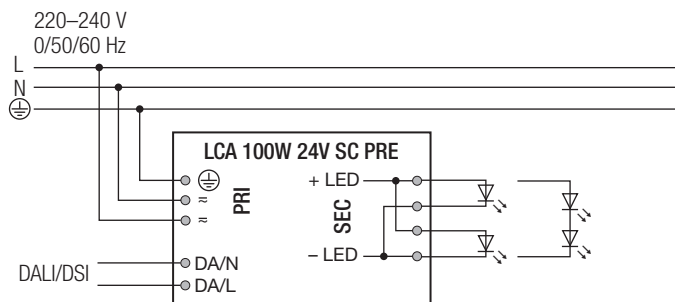 220–240 V
0/50/60 Hz
L
N
LCA 100W 24V SC PRE
PRI
≂
≂
+ LED
SEC
– LED
DALI/DSI
DA/N
DA/L